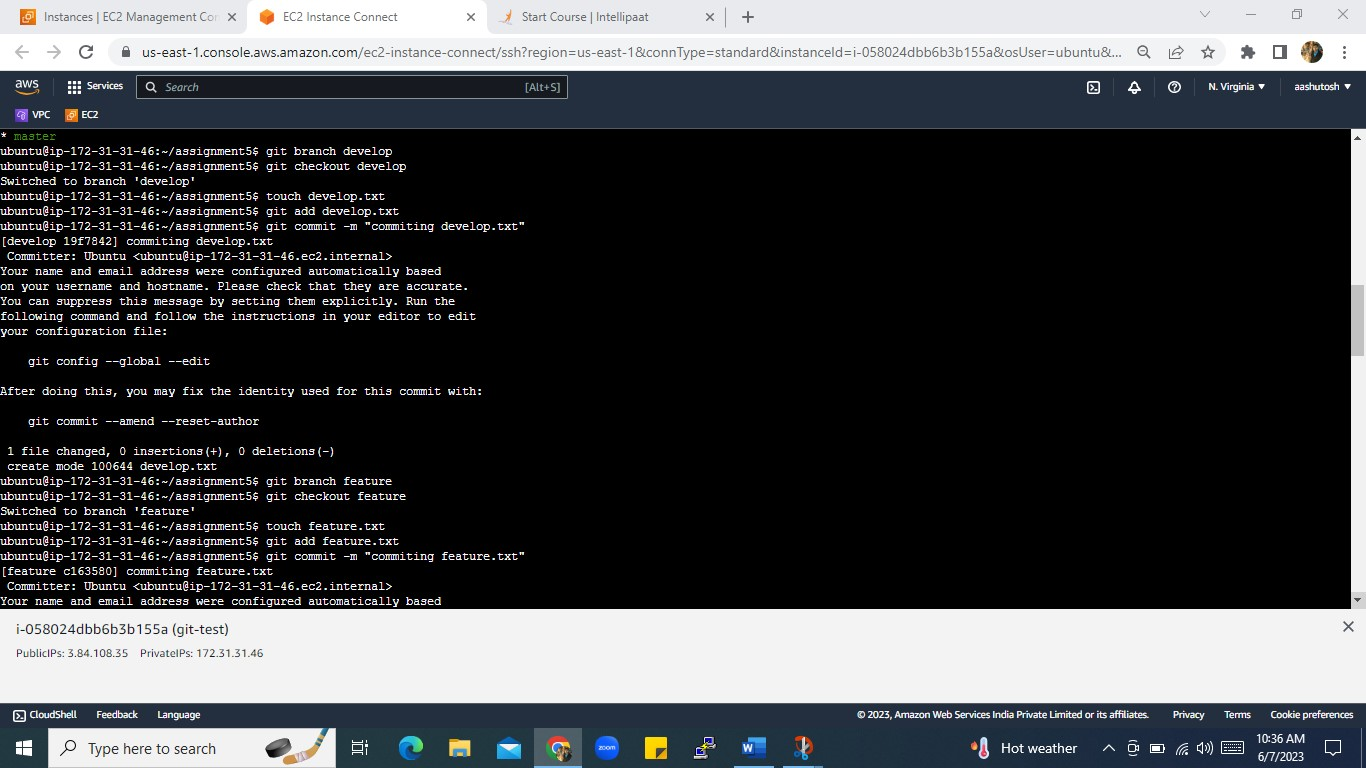 Instances | EC2 Management Con
EC2 Instance Connect
Start Course | Intellipaat
us-east-1.console.aws.amazon.com/ec2-instance-connect/ssh?region=us-east-1&connType=standard&instanceId=i-058024dbb6b3b155a&osUser=ubuntu&...
aws
Services
Search
[Alt+S]
N. Virginia
aashutosh
VPC
EC2
* master
ubuntu@ip-172-31-31-46:~/assignment5$ git branch develop
ubuntu@ip-172-31-31-46:~/assignment5$ git checkout develop
Switched to branch 'develop'
ubuntu@ip-172-31-31-46:~/assignment5$ touch develop.txt
ubuntu@ip-172-31-31-46:~/assignment5$ git add develop.txt
ubuntu@ip-172-31-31-46:~/assignment5$ git commit -m "commiting develop.txt"
[develop 19f7842] commiting develop.txt
 Committer: Ubuntu <ubuntu@ip-172-31-31-46.ec2.internal>
Your name and email address were configured automatically based
on your username and hostname. Please check that they are accurate.
You can suppress this message by setting them explicitly. Run the
following command and follow the instructions in your editor to edit
your configuration file:
    git config --global --edit
After doing this, you may fix the identity used for this commit with:
    git commit --amend --reset-author
 1 file changed, 0 insertions(+), 0 deletions(-)
 create mode 100644 develop.txt
ubuntu@ip-172-31-31-46:~/assignment5$ git branch feature
ubuntu@ip-172-31-31-46:~/assignment5$ git checkout feature
Switched to branch 'feature'
ubuntu@ip-172-31-31-46:~/assignment5$ touch feature.txt
ubuntu@ip-172-31-31-46:~/assignment5$ git add feature.txt
ubuntu@ip-172-31-31-46:~/assignment5$ git commit -m "commiting feature.txt"
[feature c163580] commiting feature.txt
 Committer: Ubuntu <ubuntu@ip-172-31-31-46.ec2.internal>
Your name and email address were configured automatically based
i-058024dbb6b3b155a (git-test)
PublicIPs: 3.84.108.35 PrivateIPs: 172.31.31.46
CloudShell
Feedback
Language
© 2023, Amazon Web Services India Private Limited or its affiliates.
Privacy
Terms
Cookie preferences
Type here to search
zoom
Hot weather
10:36 AM
6/7/2023